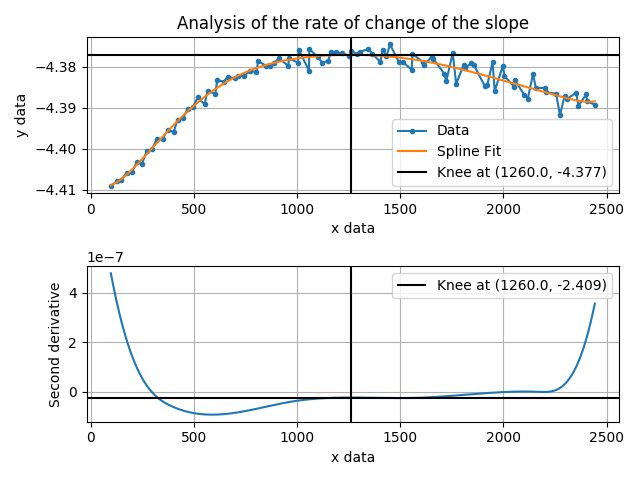 Analysis of the rate of change of the slope
y data
−4.38
−4.39
−4.40
−4.41
Data
Spline Fit
Knee at (1260.0, -4.377)
0 500 1000 1500 2000 2500
x data
1e−7
Second derivative
4
2
0
Knee at (1260.0, -2.409)
0 500 1000 1500 2000 2500
x data